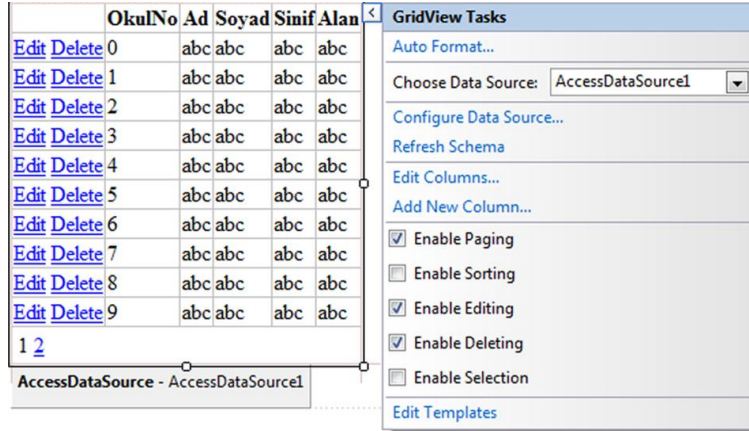 OkulNo Ad Soyad Sinif Alan
Edit Delete 0 abc abc abc abc
Edit Delete 1 abc abc abc abc
Edit Delete 2 abc abc abc abc
Edit Delete 3 abc abc abc abc
Edit Delete 4 abc abc abc abc
Edit Delete 5 abc abc abc abc
Edit Delete 6 abc abc abc abc
Edit Delete 7 abc abc abc abc
Edit Delete 8 abc abc abc abc
Edit Delete 9 abc abc abc abc
1 2
AccessDataSource - AccessDataSource1
GridView Tasks
Auto Format...
Choose Data Source: AccessDataSource1
Configure Data Source...
Refresh Schema
Edit Columns...
Add New Column...
Enable Paging
Enable Sorting
Enable Editing
Enable Deleting
Enable Selection
Edit Templates